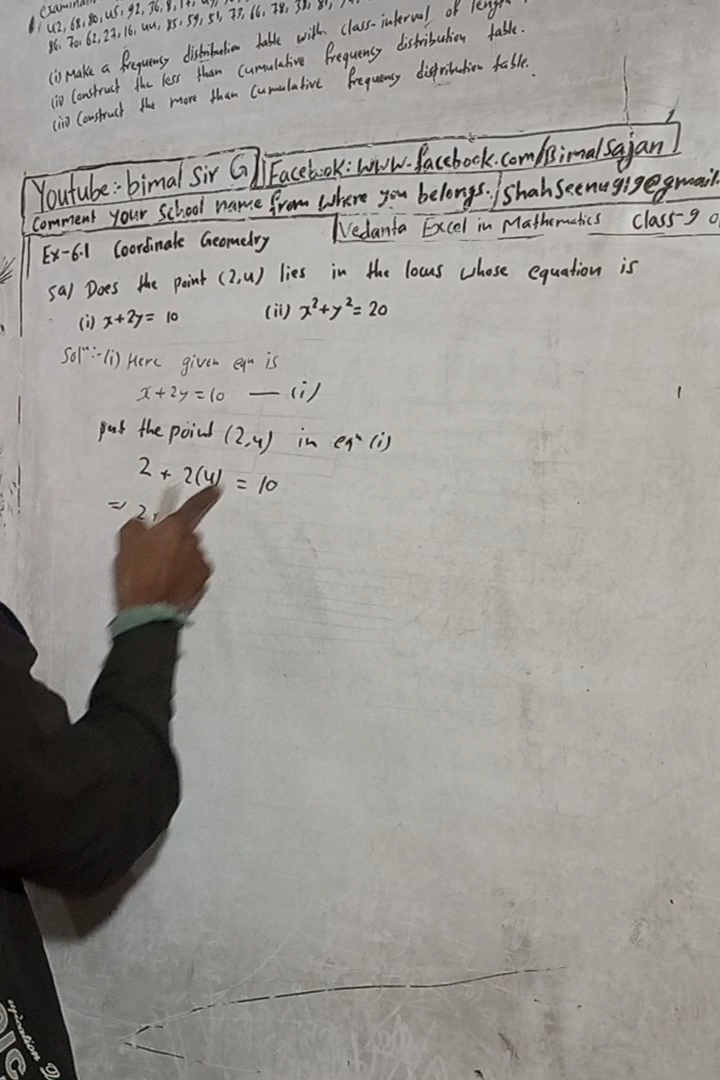 42, 68, 80, 45, 92, 36, 8, 17,
86, 70, 62, 27, 16, 44, 85, 59, 51, 77, 66, 78, 38, 81,
(i) Make a frequency distribution table with class-interval of length
(ii) Construct the less than cumulative frequency distribution table.
(iii) Construct the more than cumulative frequency distribution table.
Youtube:- bimal Sir G Facebook: www.facebook.com/Bimalsajan
Comment your School name from where you belongs. shahseenu919@gmail.
Ex-6.1 Coordinate Geometry Vedanta Excel in Mathematics Class-9
5a) Does the point (2,4) lies in the locus whose equation is
(i) x+2y= 10 (ii) x²+y²= 20
Solⁿ:-(i) Here given eqn is
x+2y=10 — (i)
put the point (2,4) in eqⁿ (i)
2 + 2(4) = 10
=> 2